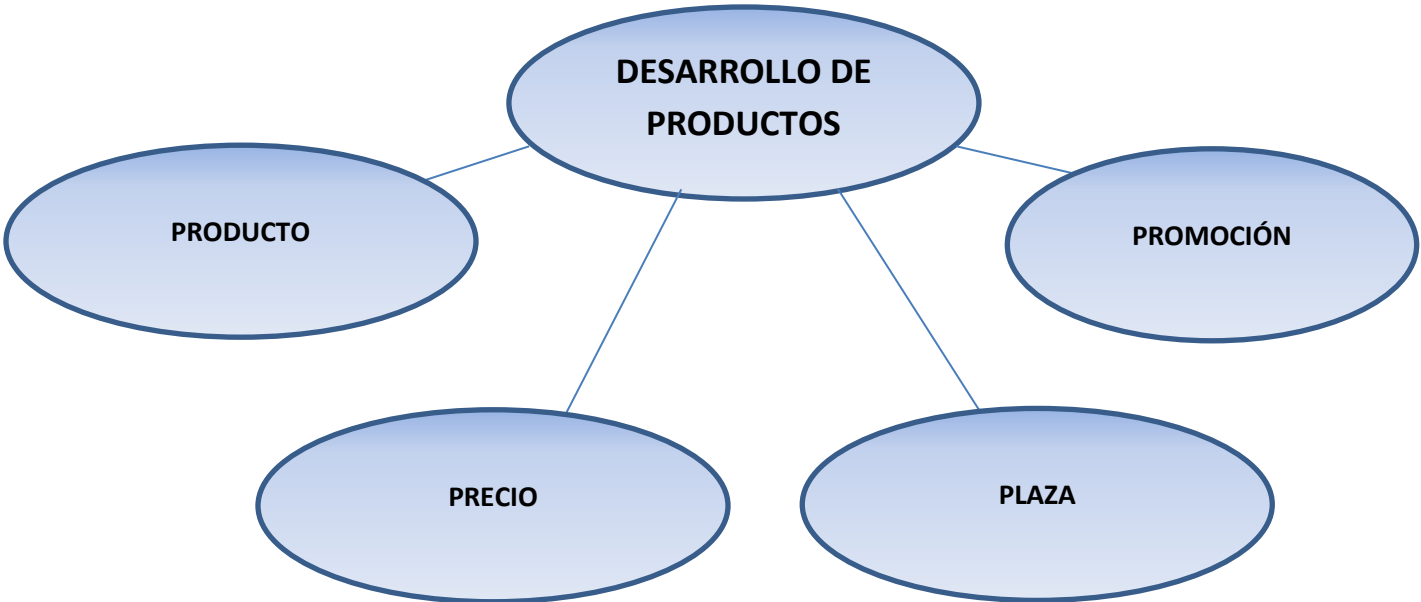 DESARROLLO DE
PRODUCTOS
PRODUCTO
PROMOCIÓN
PRECIO
PLAZA